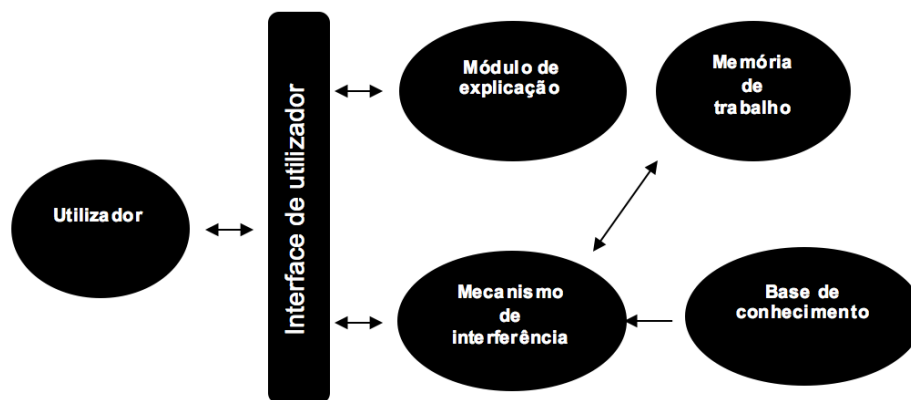 Utilizador
Interface de utilizador
Módulo de
explicação
Memória
de
trabalho
Mecanismo
de
interferência
Base de
conhecimento